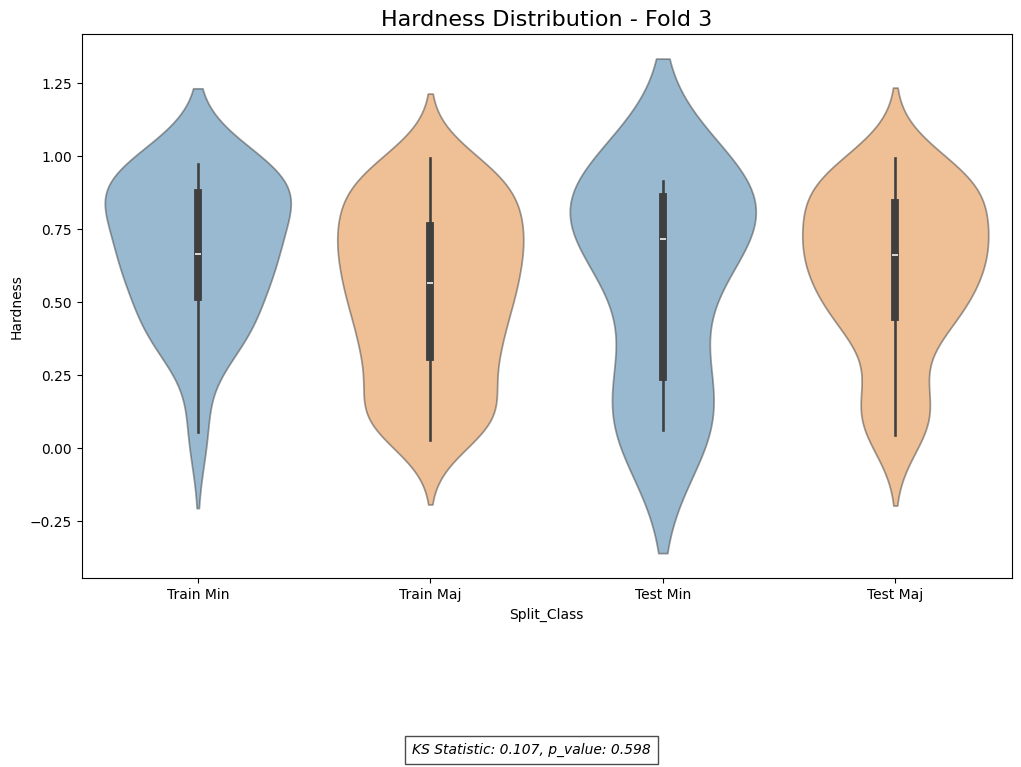 Hardness Distribution - Fold 3
Hardness
1.25
1.00
0.75
0.50
0.25
0.00
−0.25
Train Min
Train Maj
Test Min
Test Maj
Split_Class
KS Statistic: 0.107, p_value: 0.598